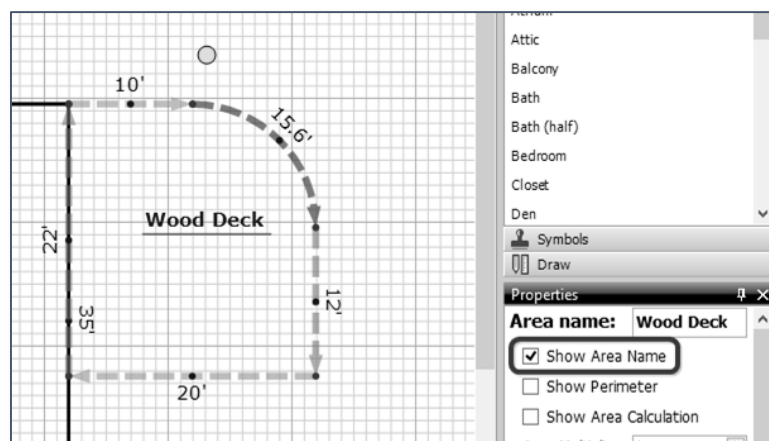 10'
15.6'
Wood Deck
22'
35'
12'
20'
Attic
Balcony
Bath
Bath (half)
Bedroom
Closet
Den
Symbols
Draw
Properties
Area name: Wood Deck
Show Area Name
Show Perimeter
Show Area Calculation